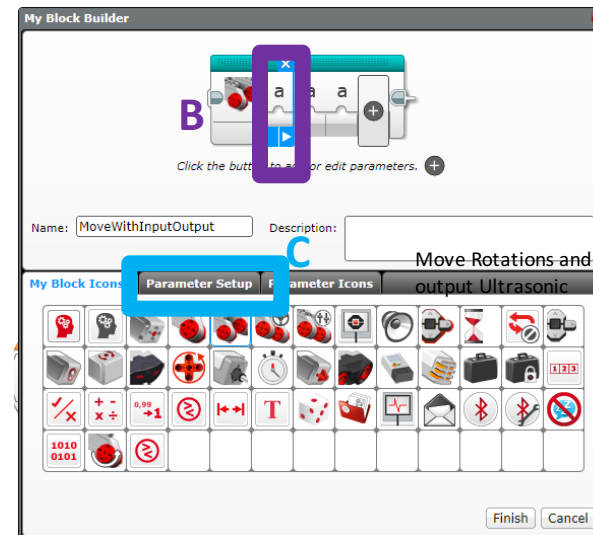 My Block Builder
a a a
B
Click the button to add or edit parameters.
Name: MoveWithInputOutput Description:
C
Move Rotations and
output Ultrasonic
My Block Icons Parameter Setup Parameter Icons
1 2 3
0,99
1
T
1010
0101
Finish Cancel